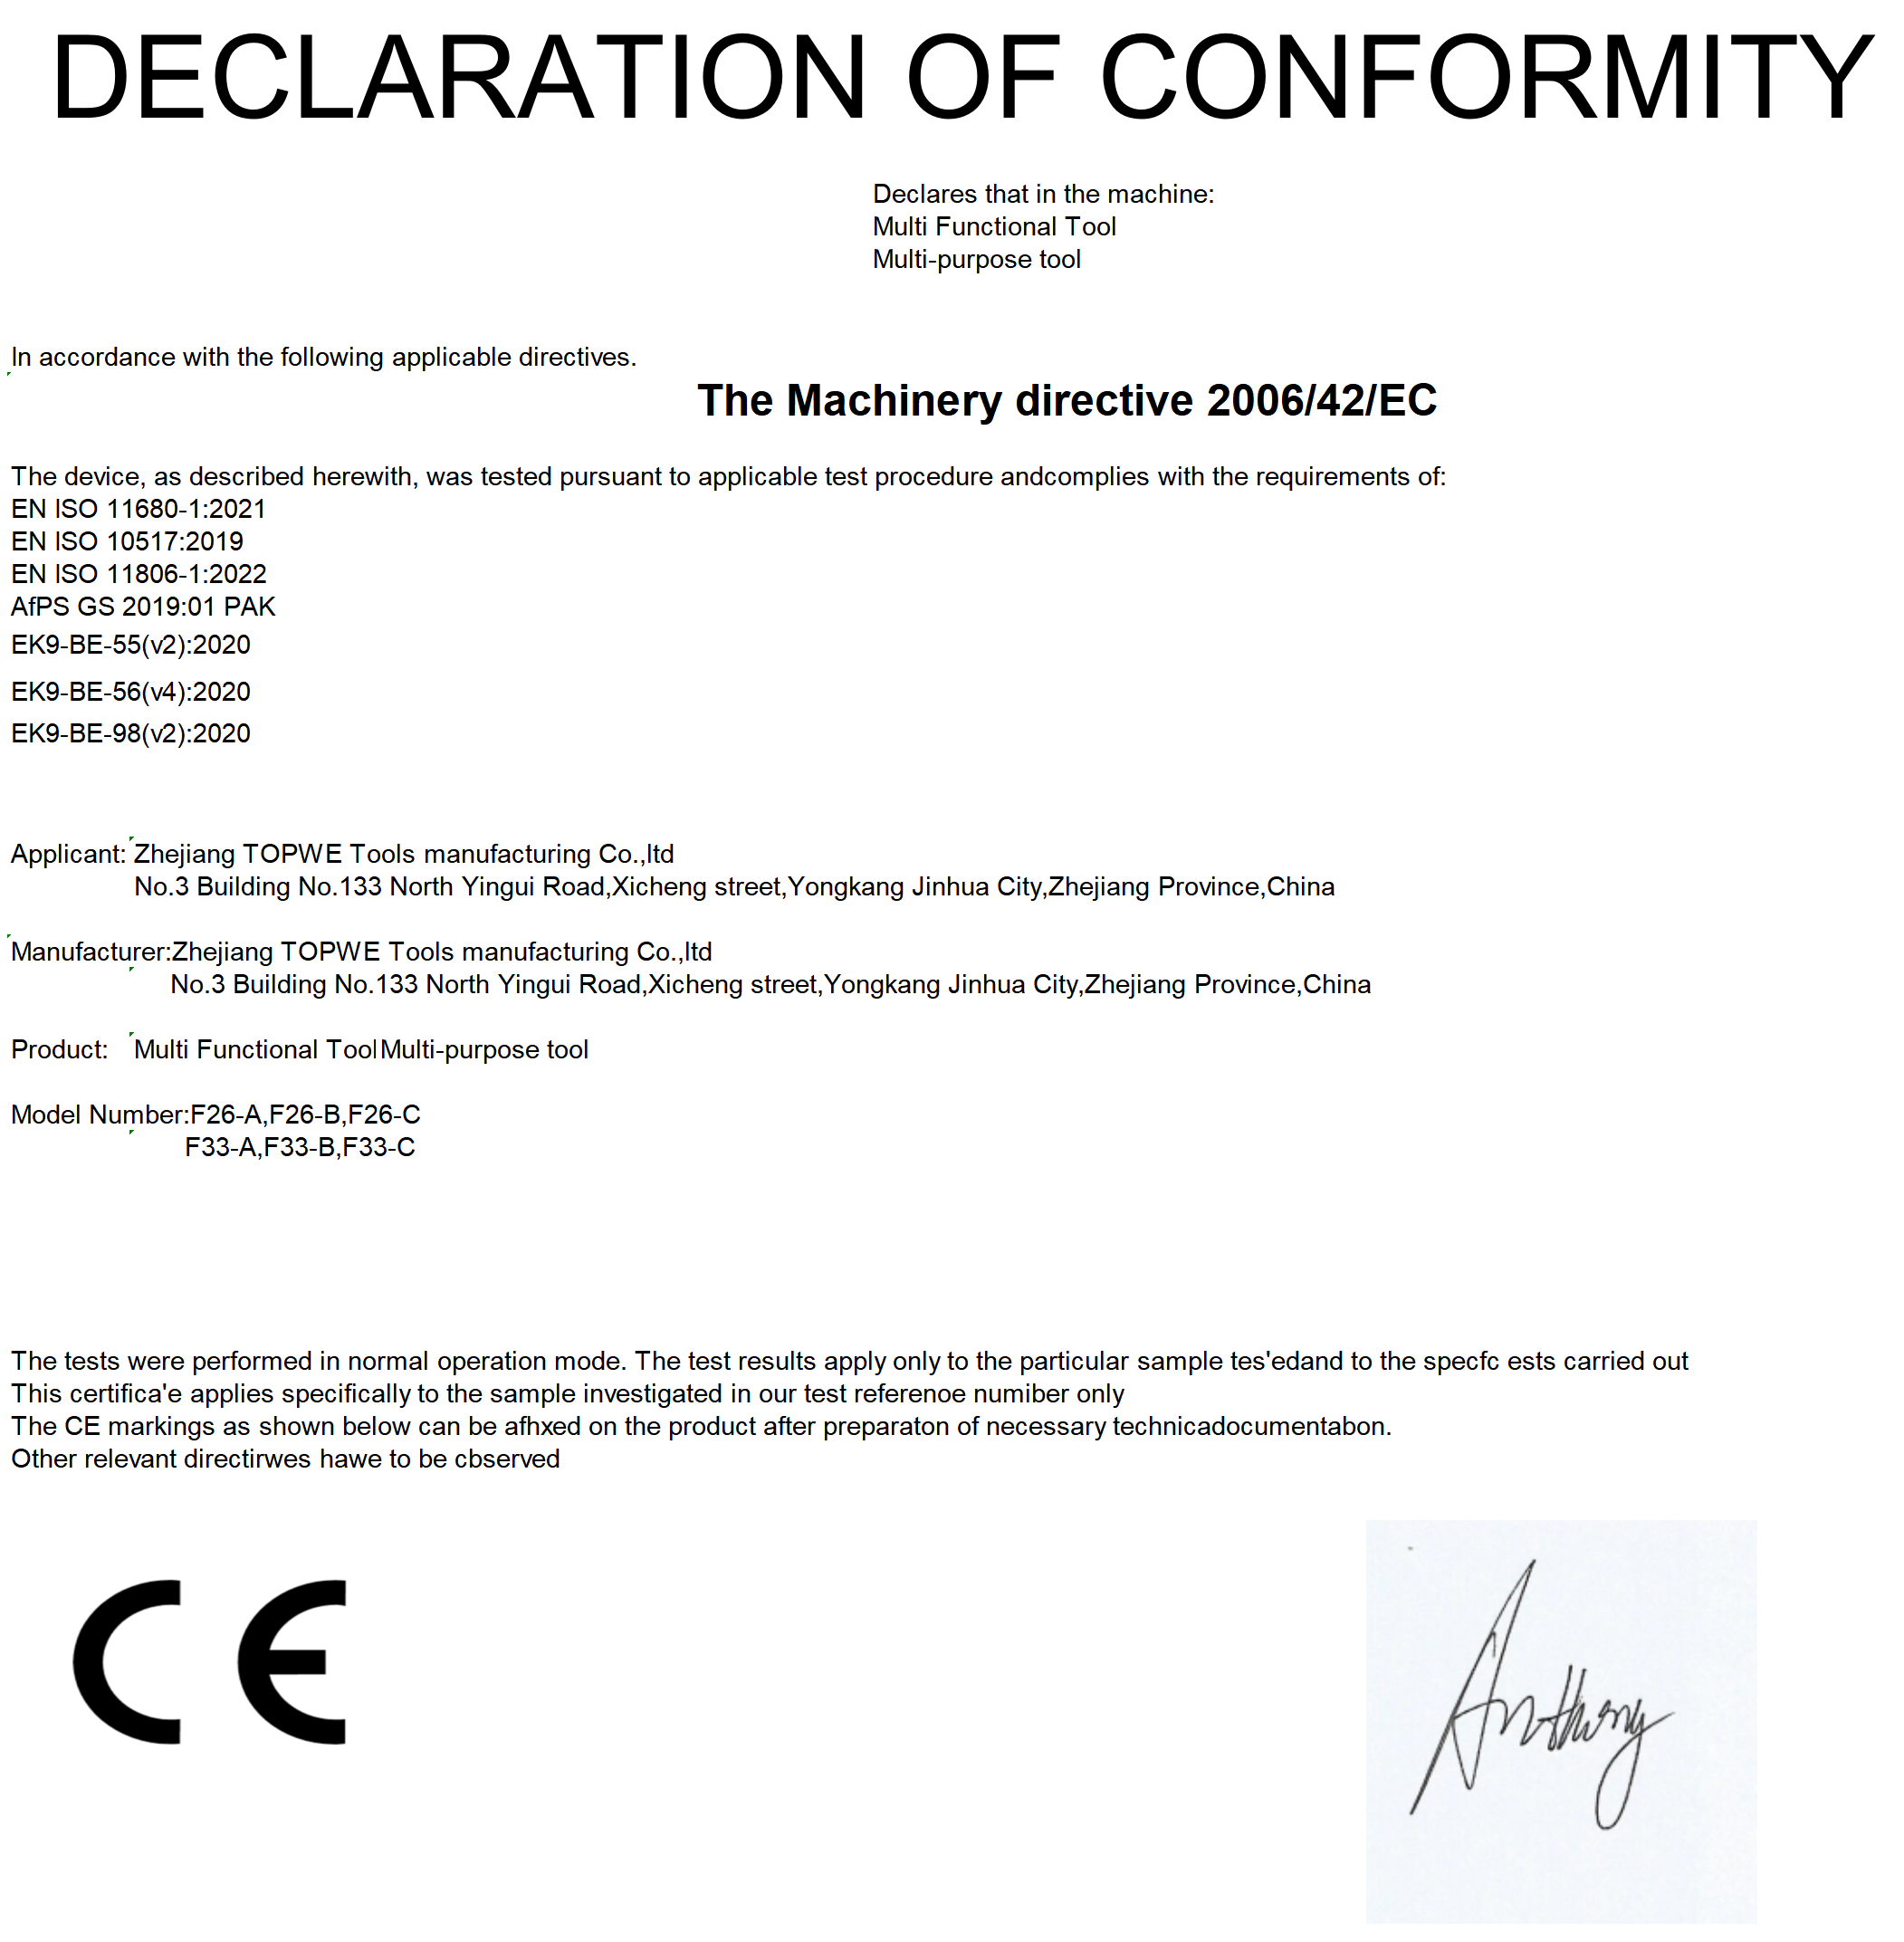 DECLARATION OF CONFORMITY
Declares that in the machine:
Multi Functional Tool
Multi-purpose tool
In accordance with the following applicable directives.
The Machinery directive 2006/42/EC
The device, as described herewith, was tested pursuant to applicable test procedure andcomplies with the requirements of:
EN ISO 11680-1:2021
EN ISO 10517:2019
EN ISO 11806-1:2022
AfPS GS 2019:01 PAK
EK9-BE-55(v2):2020
EK9-BE-56(v4):2020
EK9-BE-98(v2):2020
Applicant: Zhejiang TOPWE Tools manufacturing Co.,ltd
No.3 Building No.133 North Yingui Road,Xicheng street,Yongkang Jinhua City,Zhejiang Province,China
Manufacturer:Zhejiang TOPWE Tools manufacturing Co.,ltd
No.3 Building No.133 North Yingui Road,Xicheng street,Yongkang Jinhua City,Zhejiang Province,China
Product: Multi Functional Tool Multi-purpose tool
Model Number:F26-A,F26-B,F26-C
F33-A,F33-B,F33-C
The tests were performed in normal operation mode. The test results apply only to the particular sample tes'edand to the specfc ests carried out
This certifica'e applies specifically to the sample investigated in our test referenoe numiber only
The CE markings as shown below can be afhxed on the product after preparaton of necessary technicadocumentabon.
Other relevant directirwes hawe to be cbserved
CE
Anthony